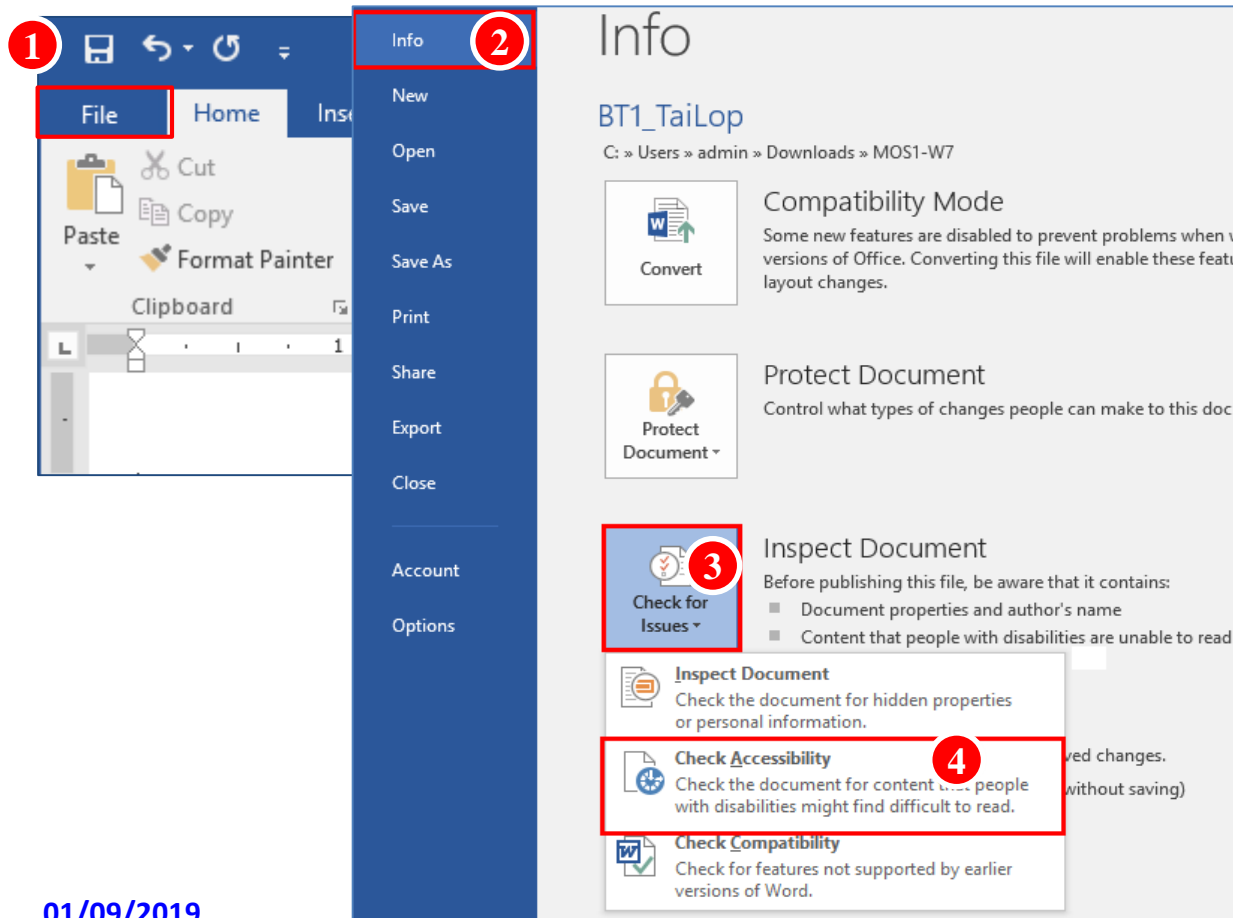 1
File
Home
Inse
Cut
Copy
Paste
Format Painter
Clipboard
L
1
Info
2
New
Open
Save
Save As
Print
Share
Export
Close
Account
Options
Info
BT1_TaiLop
C: » Users » admin » Downloads » MOS1-W7
Convert
Compatibility Mode
Some new features are disabled to prevent problems when
versions of Office. Converting this file will enable these featu
layout changes.
Protect
Document
Protect Document
Control what types of changes people can make to this doc
3
Check for
Issues
Inspect Document
Before publishing this file, be aware that it contains:
Document properties and author's name
Content that people with disabilities are unable to read
Inspect Document
Check the document for hidden properties
or personal information.
Check Accessibility
4
Check the document for content people
with disabilities might find difficult to read.
Check Compatibility
Check for features not supported by earlier
versions of Word.
ved changes.
without saving)
01/09/2019